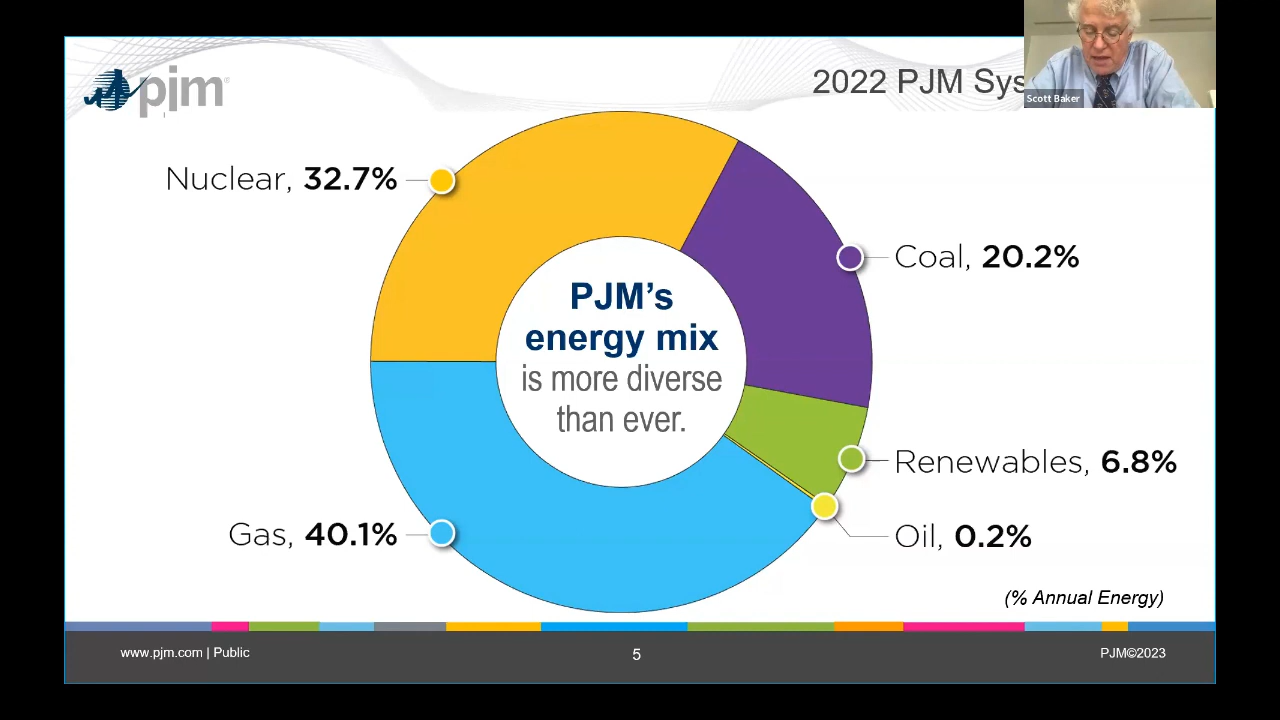 pjm®
2022 PJM
Scott Baker
Nuclear, 32.7%
Coal, 20.2%
PJM’s
energy mix
is more diverse
than ever.
Renewables, 6.8%
Gas, 40.1%
Oil, 0.2%
(% Annual Energy)
www.pjm.com | Public
5
PJM©2023